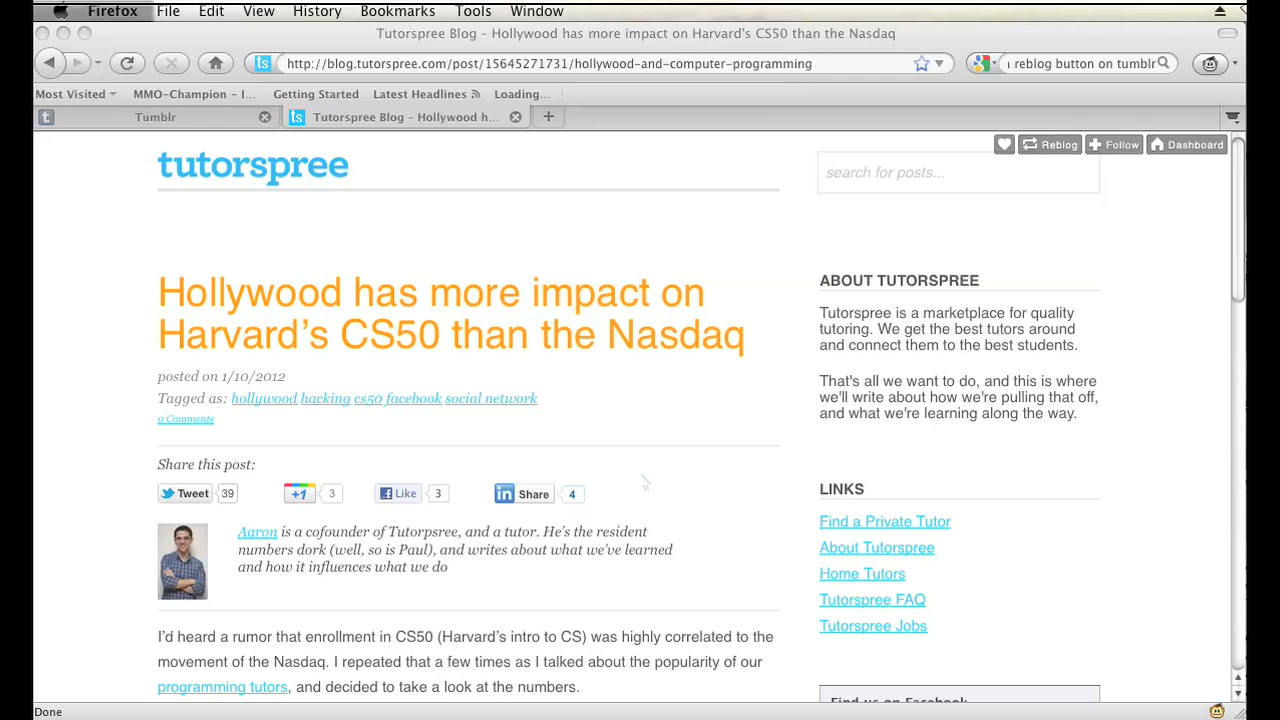 Firefox File Edit View History Bookmarks Tools Window
Tutorspree Blog – Hollywood has more impact on Harvard's CS50 than the Nasdaq
http://blog.tutorspree.com/post/15645271731/hollywood-and-computer-programming
reblog button on tumblr
Most Visited MMO-Champion – I... Getting Started Latest Headlines Loading...
t Tumblr ts Tutorspree Blog – Hollywood h...
Reblog Follow Dashboard
tutorspree
search for posts...
Hollywood has more impact on
Harvard's CS50 than the Nasdaq
posted on 1/10/2012
Tagged as: hollywood hacking cs50 facebook social network
0 Comments
Share this post:
Tweet 39 +1 3 Like 3 in Share 4
Aaron is a cofounder of Tutorpsree, and a tutor. He's the resident
numbers dork (well, so is Paul), and writes about what we've learned
and how it influences what we do
I'd heard a rumor that enrollment in CS50 (Harvard's intro to CS) was highly correlated to the
movement of the Nasdaq. I repeated that a few times as I talked about the popularity of our
programming tutors, and decided to take a look at the numbers.
ABOUT TUTORSPREE
Tutorspree is a marketplace for quality
tutoring. We get the best tutors around
and connect them to the best students.
That's all we want to do, and this is where
we'll write about how we're pulling that off,
and what we're learning along the way.
LINKS
Find a Private Tutor
About Tutorspree
Home Tutors
Tutorspree FAQ
Tutorspree Jobs
Find us on Facebook
Done